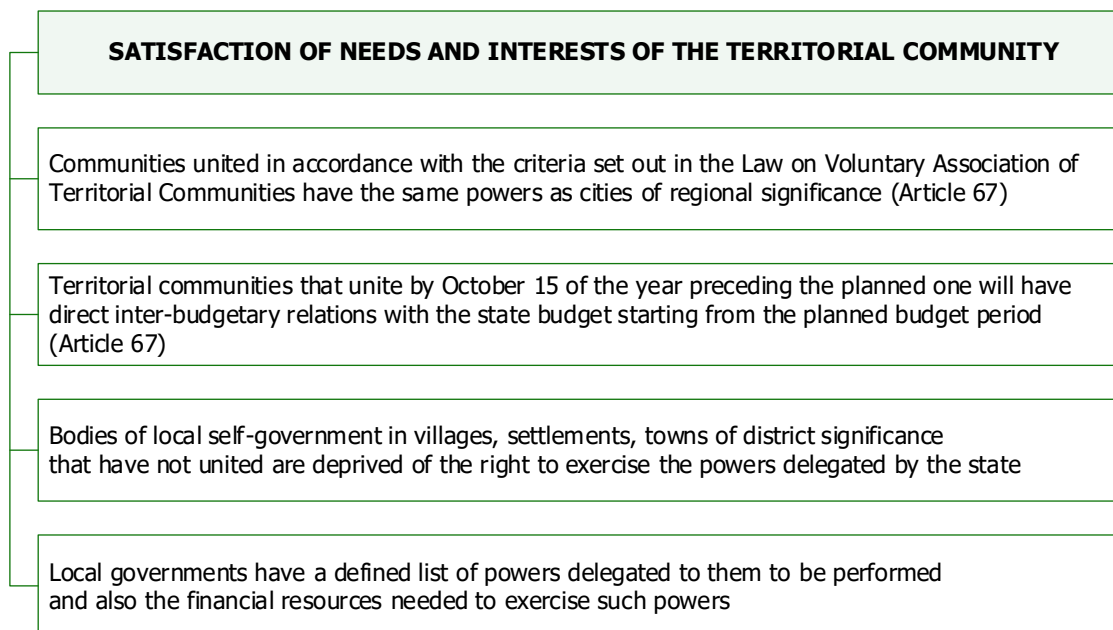 SATISFACTION OF NEEDS AND INTERESTS OF THE TERRITORIAL COMMUNITY
Communities united in accordance with the criteria set out in the Law on Voluntary Association of
Territorial Communities have the same powers as cities of regional significance (Article 67)
Territorial communities that unite by October 15 of the year preceding the planned one will have
direct inter-budgetary relations with the state budget starting from the planned budget period
(Article 67)
Bodies of local self-government in villages, settlements, towns of district significance
that have not united are deprived of the right to exercise the powers delegated by the state
Local governments have a defined list of powers delegated to them to be performed
and also the financial resources needed to exercise such powers